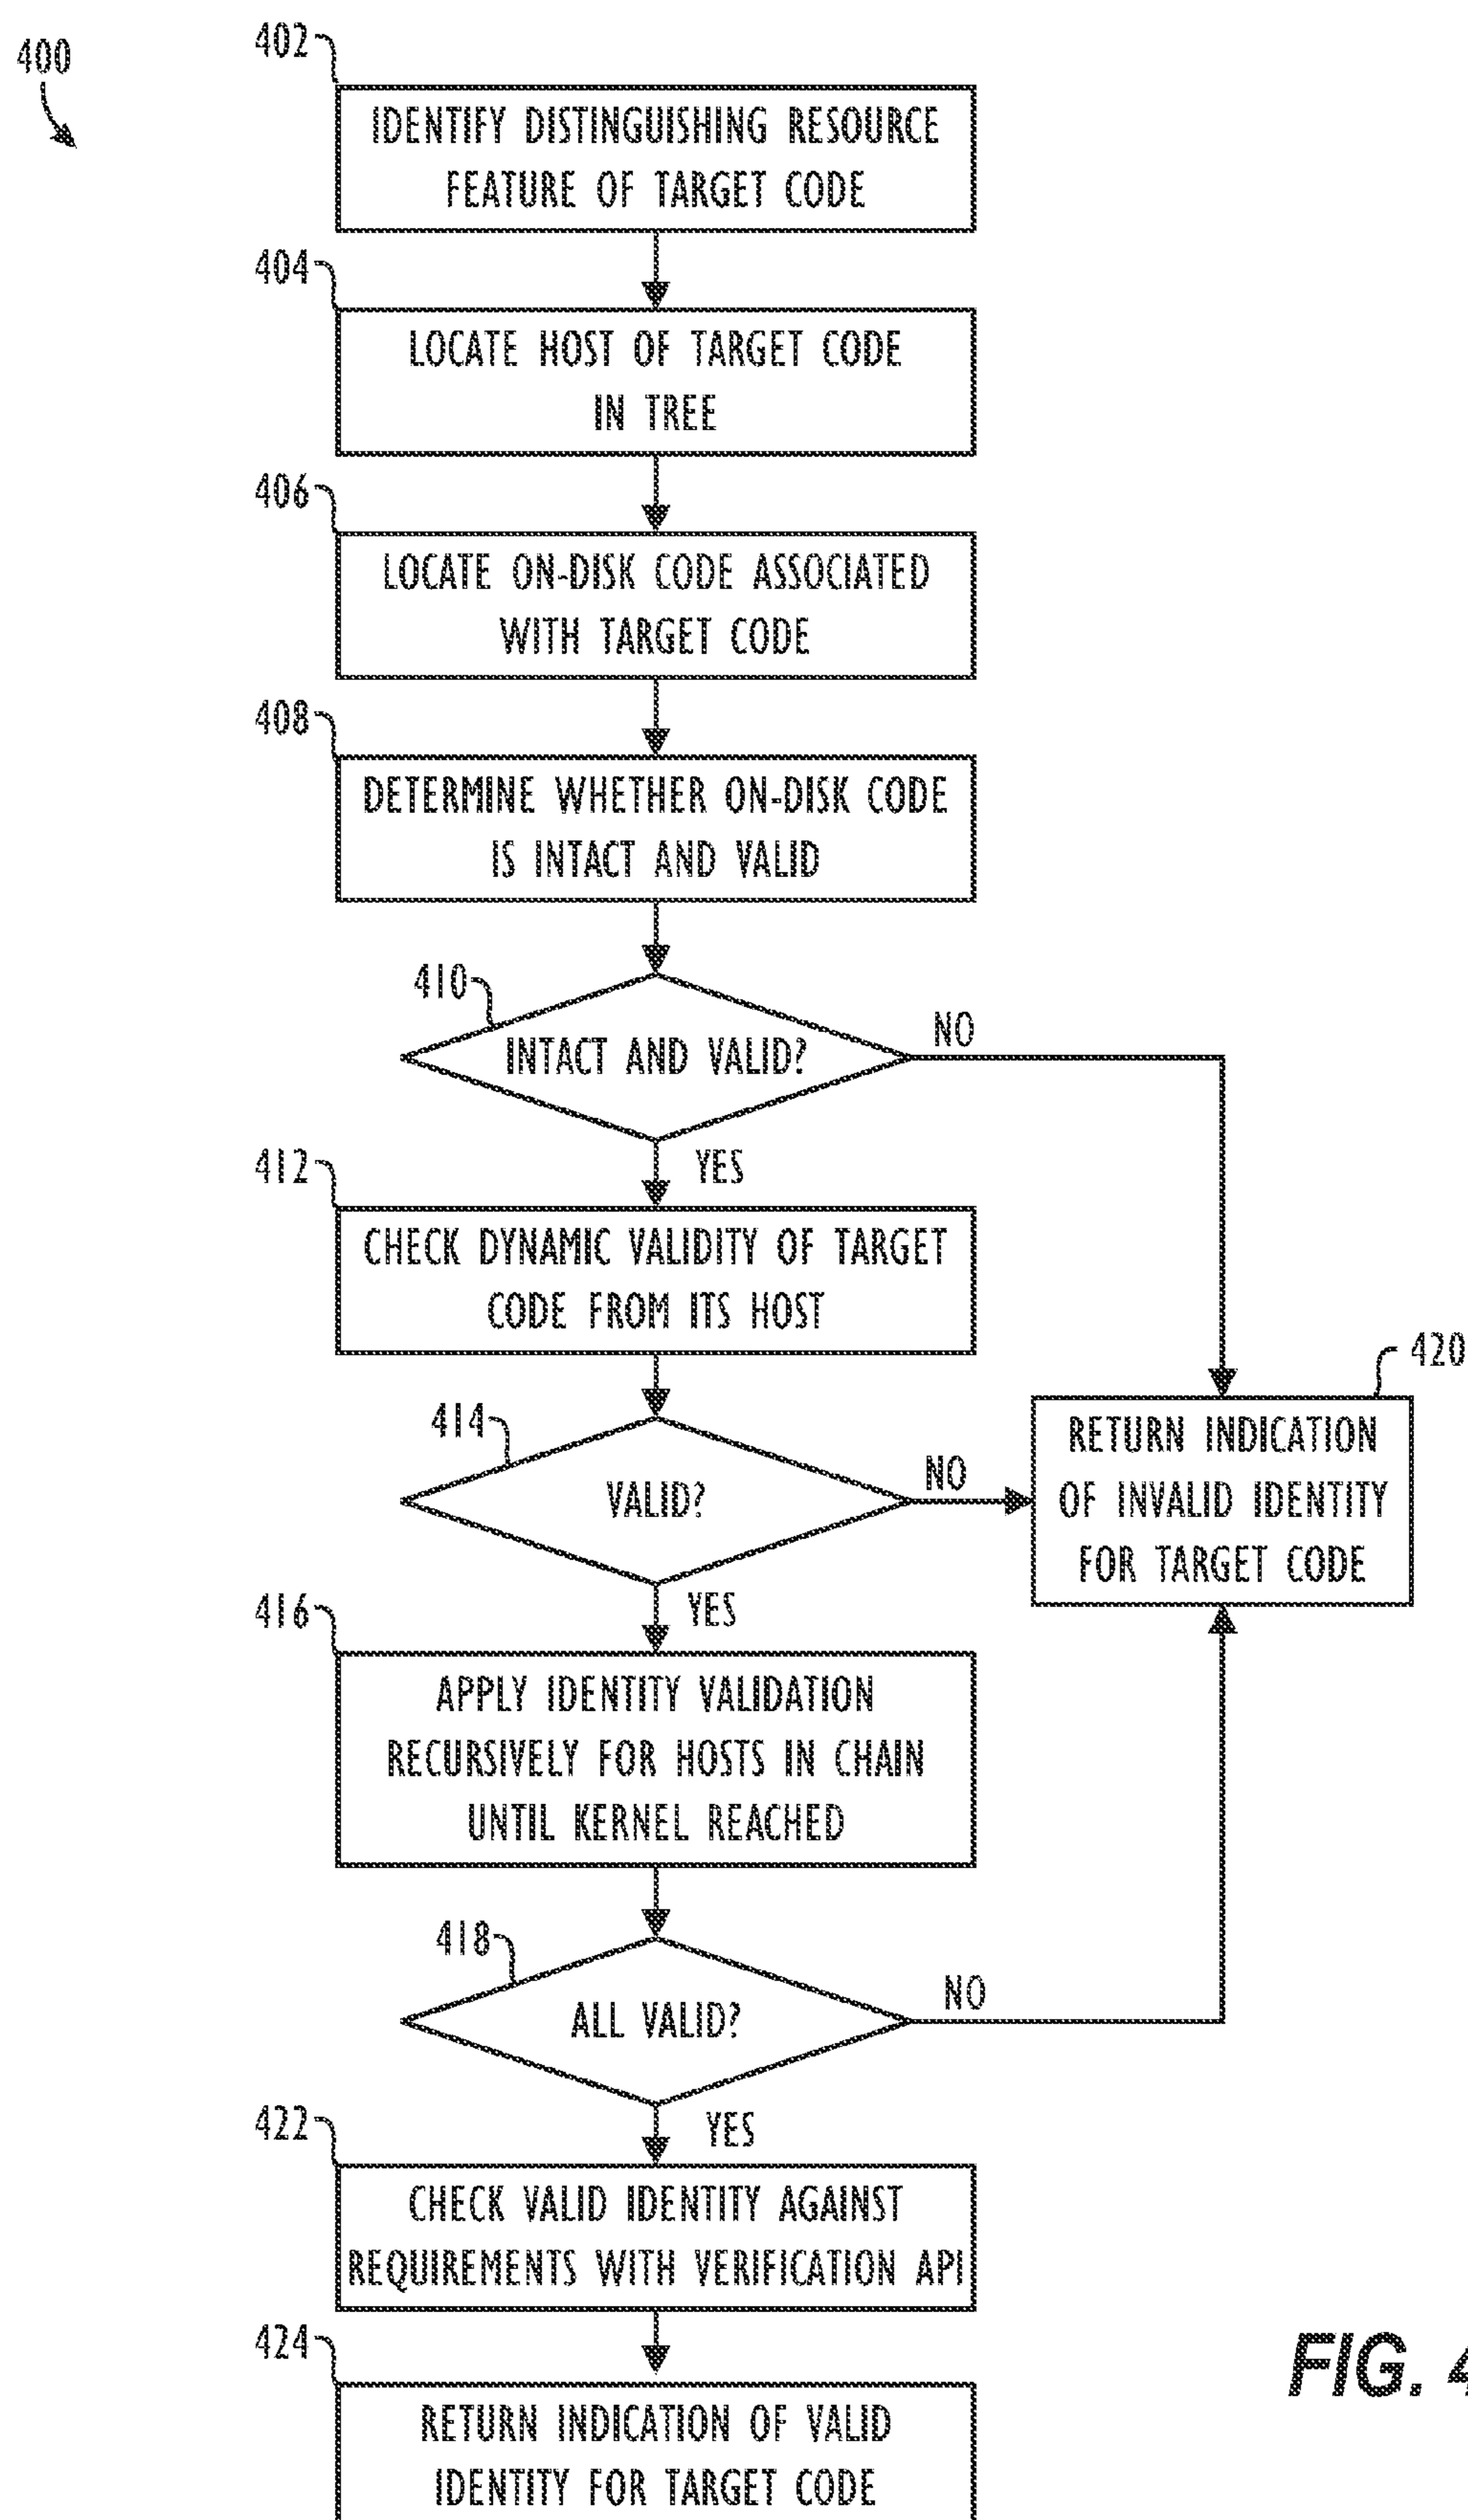 400
402
IDENTIFY DISTINGUISHING RESOURCE
FEATURE OF TARGET CODE
404
LOCATE HOST OF TARGET CODE
IN TREE
406
LOCATE ON-DISK CODE ASSOCIATED
WITH TARGET CODE
408
DETERMINE WHETHER ON-DISK CODE
IS INTACT AND VALID
410
INTACT AND VALID?
NO
YES
412
CHECK DYNAMIC VALIDITY OF TARGET
CODE FROM ITS HOST
414
VALID?
NO
YES
420
RETURN INDICATION
OF INVALID IDENTITY
FOR TARGET CODE
416
APPLY IDENTITY VALIDATION
RECURSIVELY FOR HOSTS IN CHAIN
UNTIL KERNEL REACHED
418
ALL VALID?
NO
YES
422
CHECK VALID IDENTITY AGAINST
REQUIREMENTS WITH VERIFICATION API
424
RETURN INDICATION OF VALID
IDENTITY FOR TARGET CODE
FIG. 4